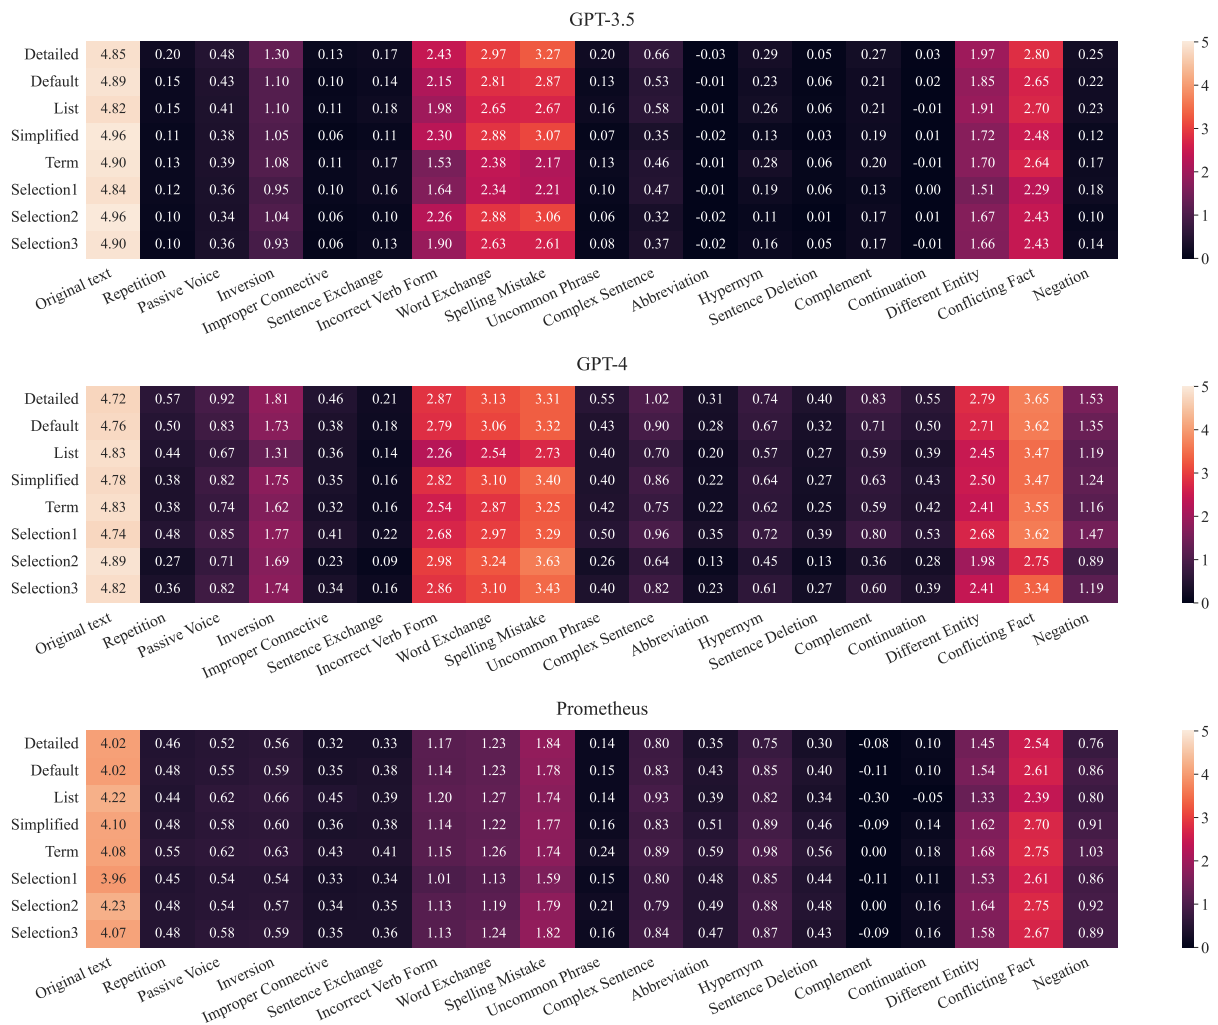 GPT-3.5
Detailed 4.85 0.20 0.48 1.30 0.13 0.17 2.43 2.97 3.27 0.20 0.66 -0.03 0.29 0.05 0.27 0.03 1.97 2.80 0.25
Default 4.89 0.15 0.43 1.10 0.10 0.14 2.15 2.81 2.87 0.13 0.53 -0.01 0.23 0.06 0.21 0.02 1.85 2.65 0.22
List 4.82 0.15 0.41 1.10 0.11 0.18 1.98 2.65 2.67 0.16 0.58 -0.01 0.26 0.06 0.21 -0.01 1.91 2.70 0.23
Simplified 4.96 0.11 0.38 1.05 0.06 0.11 2.30 2.88 3.07 0.07 0.35 -0.02 0.13 0.03 0.19 0.01 1.72 2.48 0.12
Term 4.90 0.13 0.39 1.08 0.11 0.17 1.53 2.38 2.17 0.13 0.46 -0.01 0.28 0.06 0.20 -0.01 1.70 2.64 0.17
Selection1 4.84 0.12 0.36 0.95 0.10 0.16 1.64 2.34 2.21 0.10 0.47 -0.01 0.19 0.06 0.13 0.00 1.51 2.29 0.18
Selection2 4.96 0.10 0.34 1.04 0.06 0.10 2.26 2.88 3.06 0.06 0.32 -0.02 0.11 0.01 0.17 0.01 1.67 2.43 0.10
Selection3 4.90 0.10 0.36 0.93 0.06 0.13 1.90 2.63 2.61 0.08 0.37 -0.02 0.16 0.05 0.17 -0.01 1.66 2.43 0.14
Original text Repetition Passive Voice Inversion Improper Connective Sentence Exchange Incorrect Verb Form Word Exchange Spelling Mistake Uncommon Phrase Complex Sentence Abbreviation Hypernym Sentence Deletion Complement Continuation Different Entity Conflicting Fact Negation
5
4
3
2
1
0
GPT-4
Detailed 4.72 0.57 0.92 1.81 0.46 0.21 2.87 3.13 3.31 0.55 1.02 0.31 0.74 0.40 0.83 0.55 2.79 3.65 1.53
Default 4.76 0.50 0.83 1.73 0.38 0.18 2.79 3.06 3.32 0.43 0.90 0.28 0.67 0.32 0.71 0.50 2.71 3.62 1.35
List 4.83 0.44 0.67 1.31 0.36 0.14 2.26 2.54 2.73 0.40 0.70 0.20 0.57 0.27 0.59 0.39 2.45 3.47 1.19
Simplified 4.78 0.38 0.82 1.75 0.35 0.16 2.82 3.10 3.40 0.40 0.86 0.22 0.64 0.27 0.63 0.43 2.50 3.47 1.24
Term 4.83 0.38 0.74 1.62 0.32 0.16 2.54 2.87 3.25 0.42 0.75 0.22 0.62 0.25 0.59 0.42 2.41 3.55 1.16
Selection1 4.74 0.48 0.85 1.77 0.41 0.22 2.68 2.97 3.29 0.50 0.96 0.35 0.72 0.39 0.80 0.53 2.68 3.62 1.47
Selection2 4.89 0.27 0.71 1.69 0.23 0.09 2.98 3.24 3.63 0.26 0.64 0.13 0.45 0.13 0.36 0.28 1.98 2.75 0.89
Selection3 4.82 0.36 0.82 1.74 0.34 0.16 2.86 3.10 3.43 0.40 0.82 0.23 0.61 0.27 0.60 0.39 2.41 3.34 1.19
Original text Repetition Passive Voice Inversion Improper Connective Sentence Exchange Incorrect Verb Form Word Exchange Spelling Mistake Uncommon Phrase Complex Sentence Abbreviation Hypernym Sentence Deletion Complement Continuation Different Entity Conflicting Fact Negation
5
4
3
2
1
0
Prometheus
Detailed 4.02 0.46 0.52 0.56 0.32 0.33 1.17 1.23 1.84 0.14 0.80 0.35 0.75 0.30 -0.08 0.10 1.45 2.54 0.76
Default 4.02 0.48 0.55 0.59 0.35 0.38 1.14 1.23 1.78 0.15 0.83 0.43 0.85 0.40 -0.11 0.10 1.54 2.61 0.86
List 4.22 0.44 0.62 0.66 0.45 0.39 1.20 1.27 1.74 0.14 0.93 0.39 0.82 0.34 -0.30 -0.05 1.33 2.39 0.80
Simplified 4.10 0.48 0.58 0.60 0.36 0.38 1.14 1.22 1.77 0.16 0.83 0.51 0.89 0.46 -0.09 0.14 1.62 2.70 0.91
Term 4.08 0.55 0.62 0.63 0.43 0.41 1.15 1.26 1.74 0.24 0.89 0.59 0.98 0.56 0.00 0.18 1.68 2.75 1.03
Selection1 3.96 0.45 0.54 0.54 0.33 0.34 1.01 1.13 1.59 0.15 0.80 0.48 0.85 0.44 -0.11 0.11 1.53 2.61 0.86
Selection2 4.23 0.48 0.54 0.57 0.34 0.35 1.13 1.19 1.79 0.21 0.79 0.49 0.88 0.48 0.00 0.16 1.64 2.75 0.92
Selection3 4.07 0.48 0.58 0.59 0.35 0.36 1.13 1.24 1.82 0.16 0.84 0.47 0.87 0.43 -0.09 0.16 1.58 2.67 0.89
Original text Repetition Passive Voice Inversion Improper Connective Sentence Exchange Incorrect Verb Form Word Exchange Spelling Mistake Uncommon Phrase Complex Sentence Abbreviation Hypernym Sentence Deletion Complement Continuation Different Entity Conflicting Fact Negation
5
4
3
2
1
0